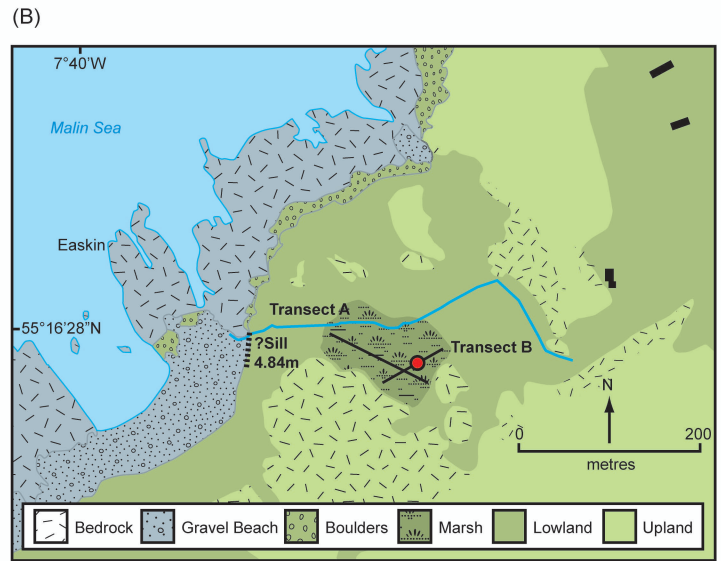 (B)
7°40'W
Malin Sea
Easkin
Transect A
55°16'28"N
?Sill
4.84m
Transect B
N
0 200
metres
Bedrock Gravel Beach Boulders Marsh Lowland Upland